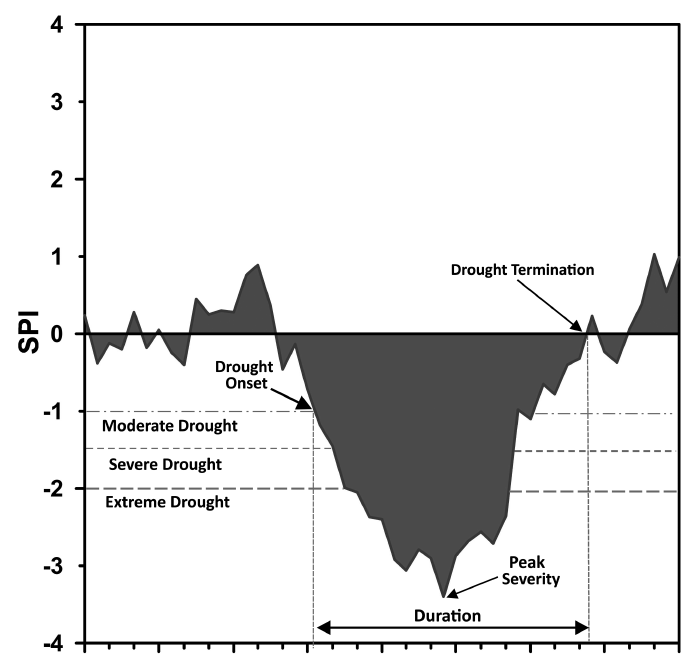 4
3
2
1
0
-1
-2
-3
-4
SPI
Drought Termination
Drought
Onset
Moderate Drought
Severe Drought
Extreme Drought
Peak
Severity
Duration